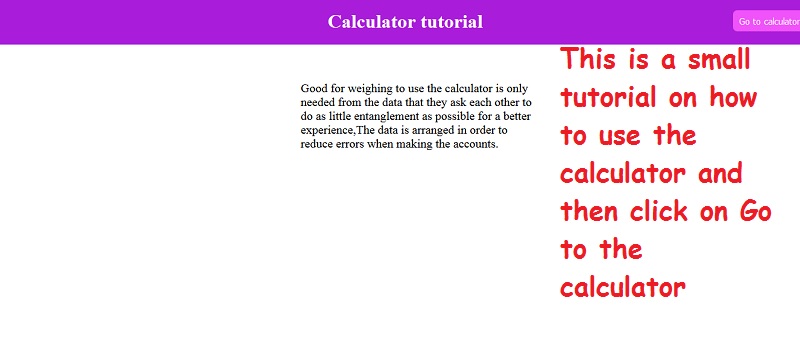 Calculator tutorial
Go to calculator
Good for weighing to use the calculator is only
needed from the data that they ask each other to
do as little entanglement as possible for a better
experience,The data is arranged in order to
reduce errors when making the accounts.
This is a small
tutorial on how
to use the
calculator and
then click on Go
to the
calculator